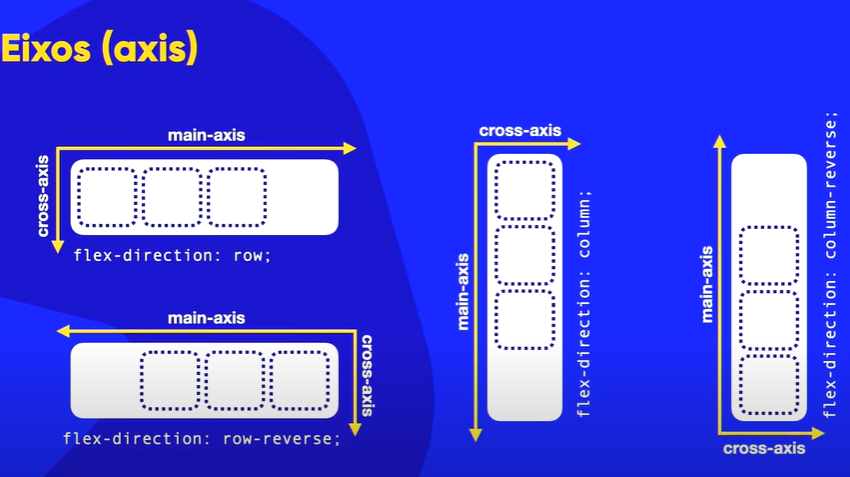 Eixos (axis)
main-axis
cross-axis
flex-direction: row;
main-axis
cross-axis
flex-direction: row-reverse;
cross-axis
main-axis
flex-direction: column;
main-axis
cross-axis
flex-direction: column-reverse;